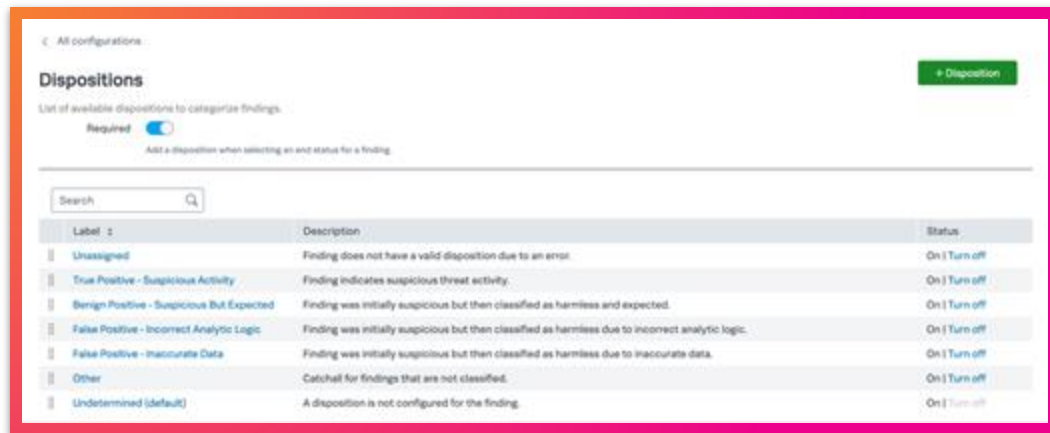 < All configurations
Dispositions
+ Disposition
List of available dispositions to categorize findings.
Required
Add a disposition when selecting an end status for a finding.
Search
Label Description Status
Unassigned Finding does not have a valid disposition due to an error. On | Turn off
True Positive - Suspicious Activity Finding indicates suspicious threat activity. On | Turn off
Benign Positive - Suspicious But Expected Finding was initially suspicious but then classified as harmless and expected. On | Turn off
False Positive - Incorrect Analytic Logic Finding was initially suspicious but then classified as harmless due to incorrect analytic logic. On | Turn off
False Positive - Inaccurate Data Finding was initially suspicious but then classified as harmless due to inaccurate data. On | Turn off
Other Catchall for findings that are not classified. On | Turn off
Undetermined (default) A disposition is not configured for the finding. On | Turn off